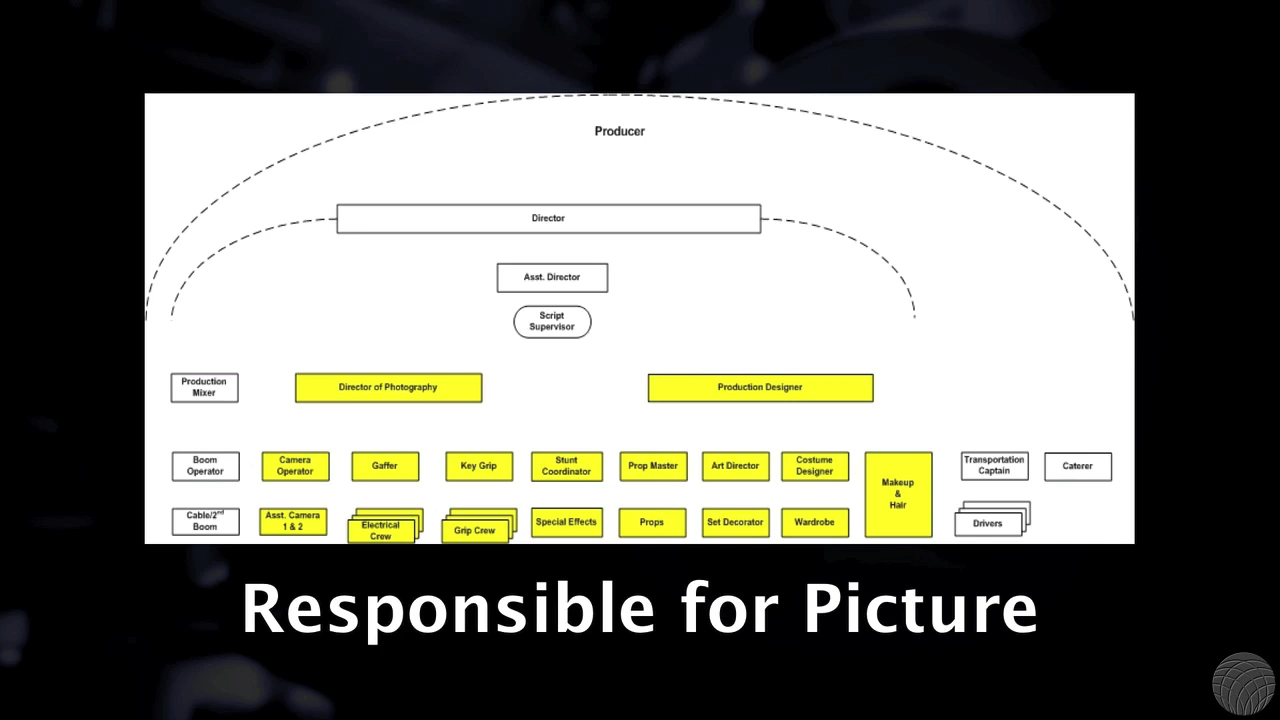 Producer
Director
Asst. Director
Script
Supervisor
Production
Mixer
Director of Photography
Production Designer
Boom
Operator
Camera
Operator
Gaffer
Key Grip
Stunt
Coordinator
Prop Master
Art Director
Costume
Designer
Makeup
&
Hair
Transportation
Captain
Caterer
Cable/2nd
Boom
Asst. Camera
1 & 2
Electrical
Crew
Grip Crew
Special Effects
Props
Set Decorator
Wardrobe
Drivers
Responsible for Picture